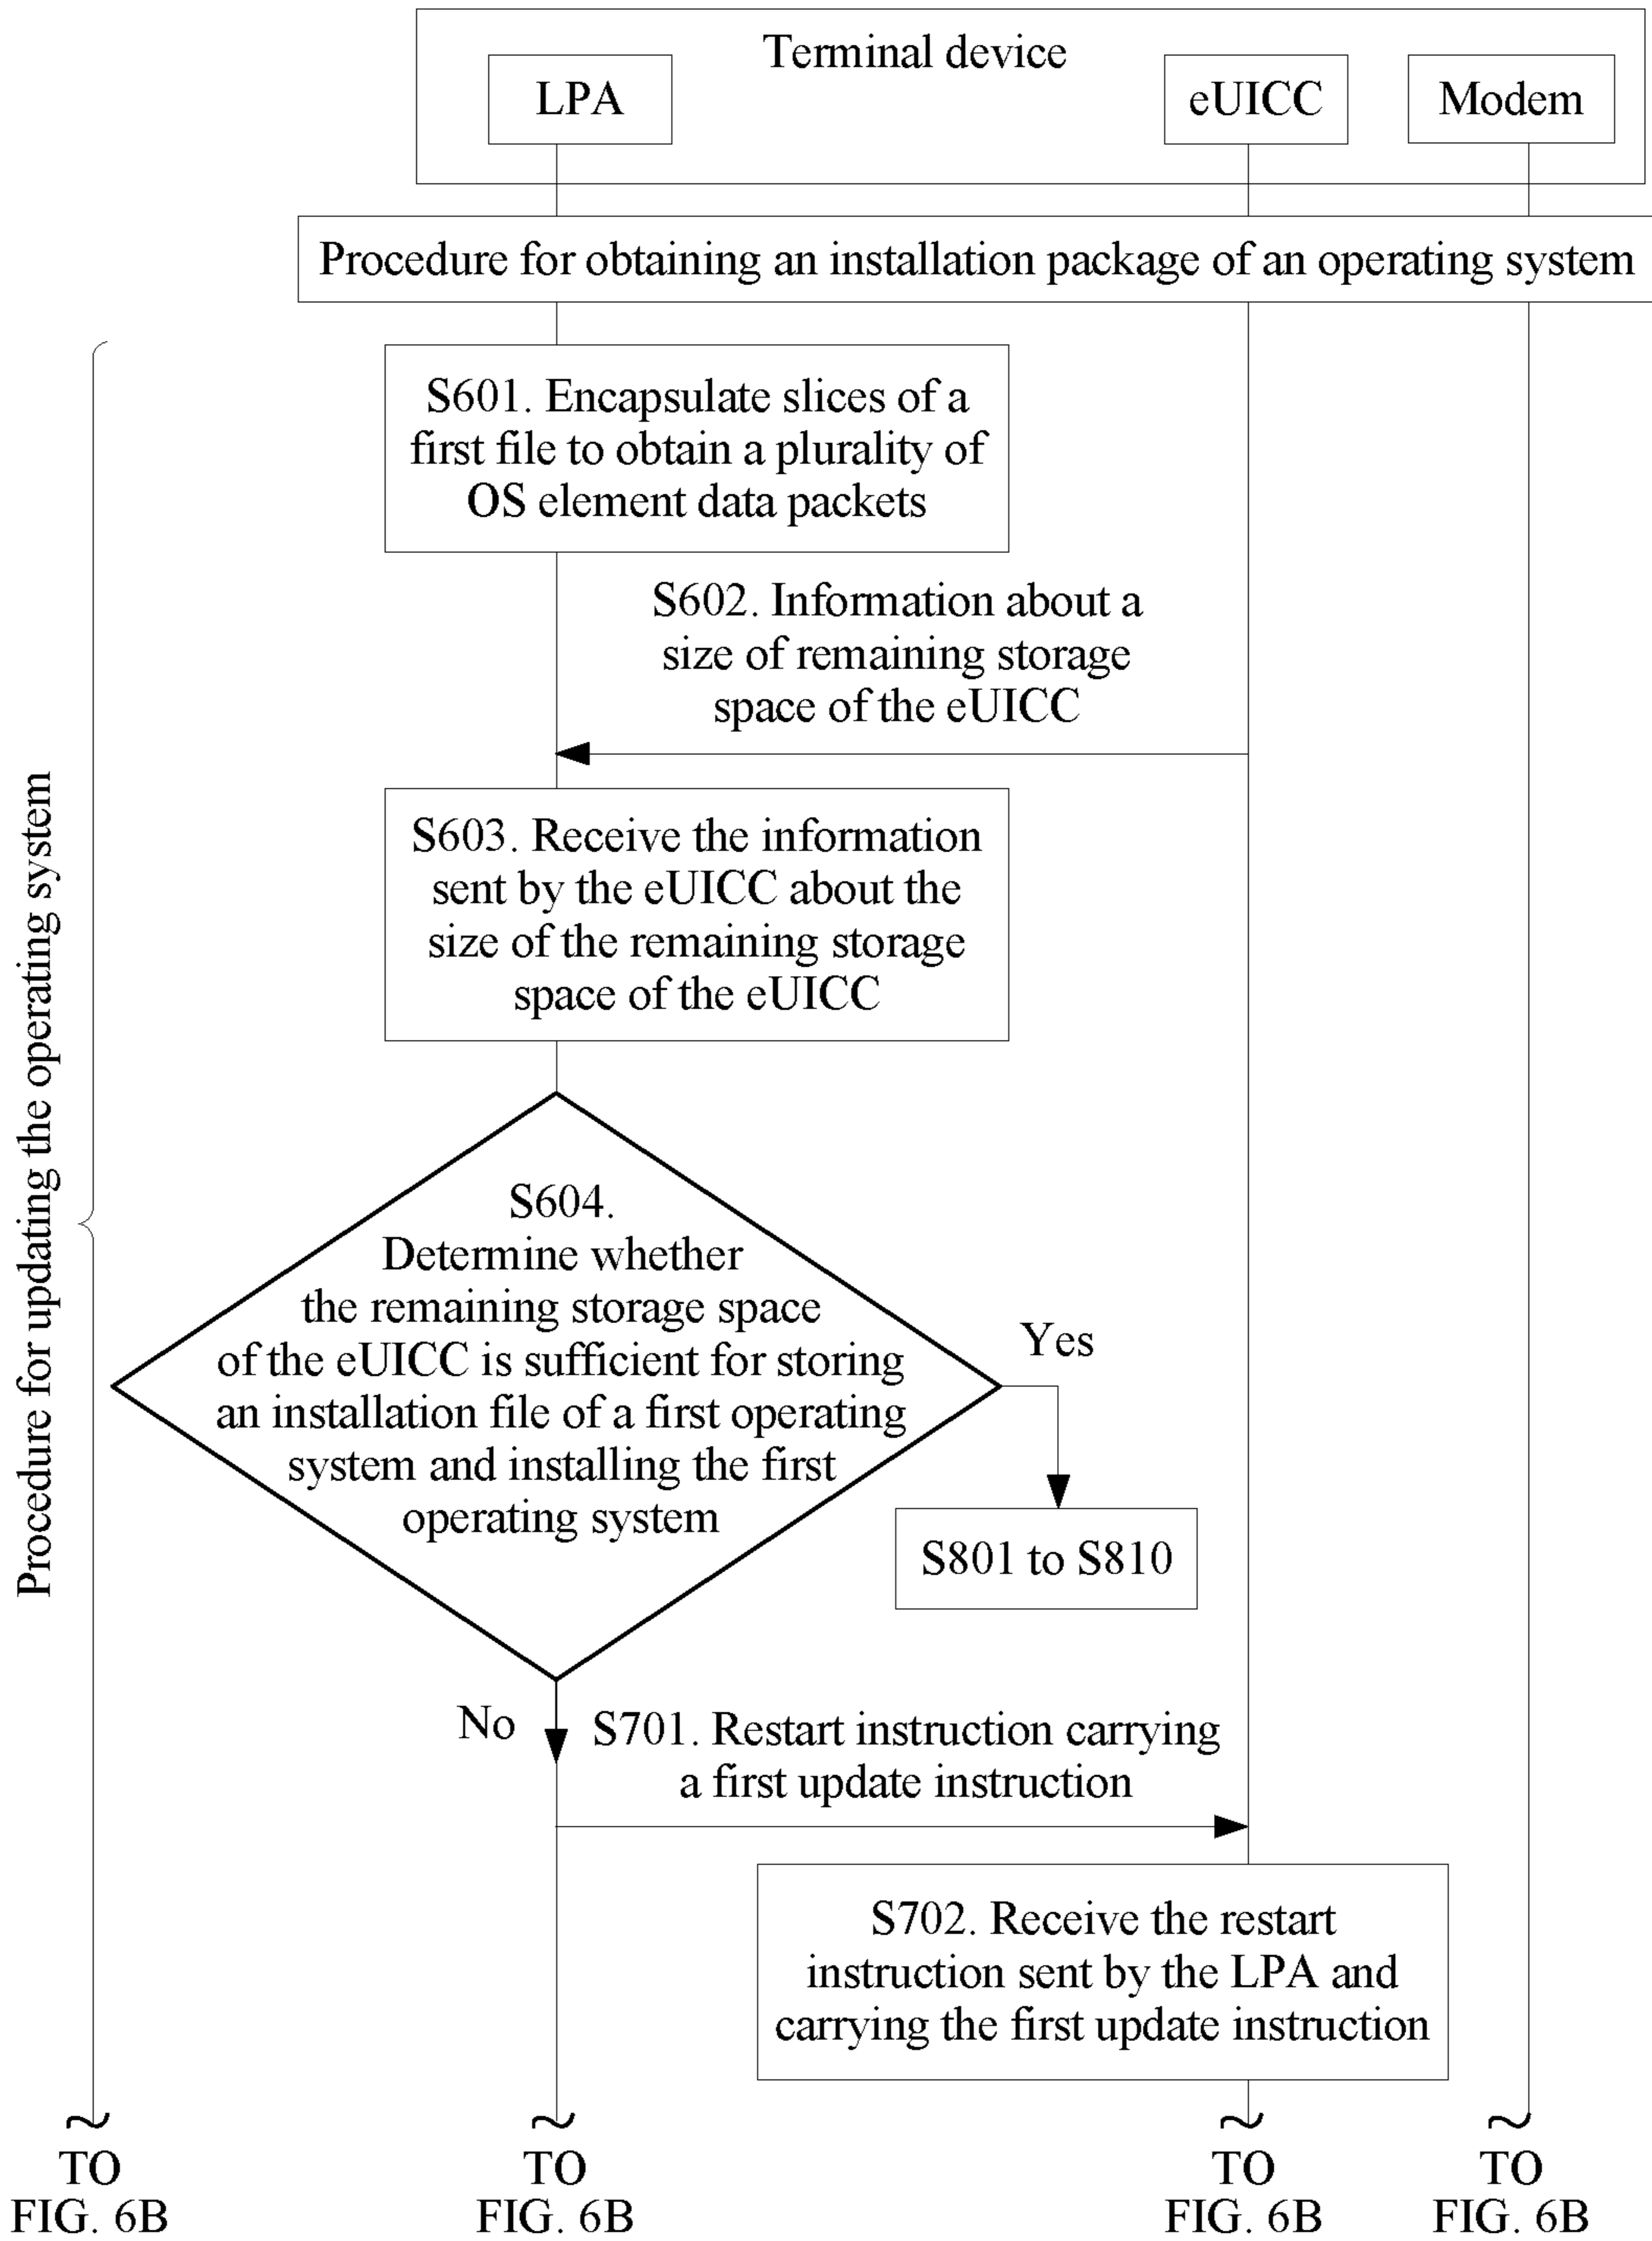 Terminal device
LPA
eUICC
Modem
Procedure for obtaining an installation package of an operating system
Procedure for updating the operating system
S601. Encapsulate slices of a
first file to obtain a plurality of
OS element data packets
S602. Information about a
size of remaining storage
space of the eUICC
S603. Receive the information
sent by the eUICC about the
size of the remaining storage
space of the eUICC
S604.
Determine whether
the remaining storage space
of the eUICC is sufficient for storing
an installation file of a first operating
system and installing the first
operating system
Yes
S801 to S810
No
S701. Restart instruction carrying
a first update instruction
S702. Receive the restart
instruction sent by the LPA and
carrying the first update instruction
TO
FIG. 6B
TO
FIG. 6B
TO
FIG. 6B
TO
FIG. 6B